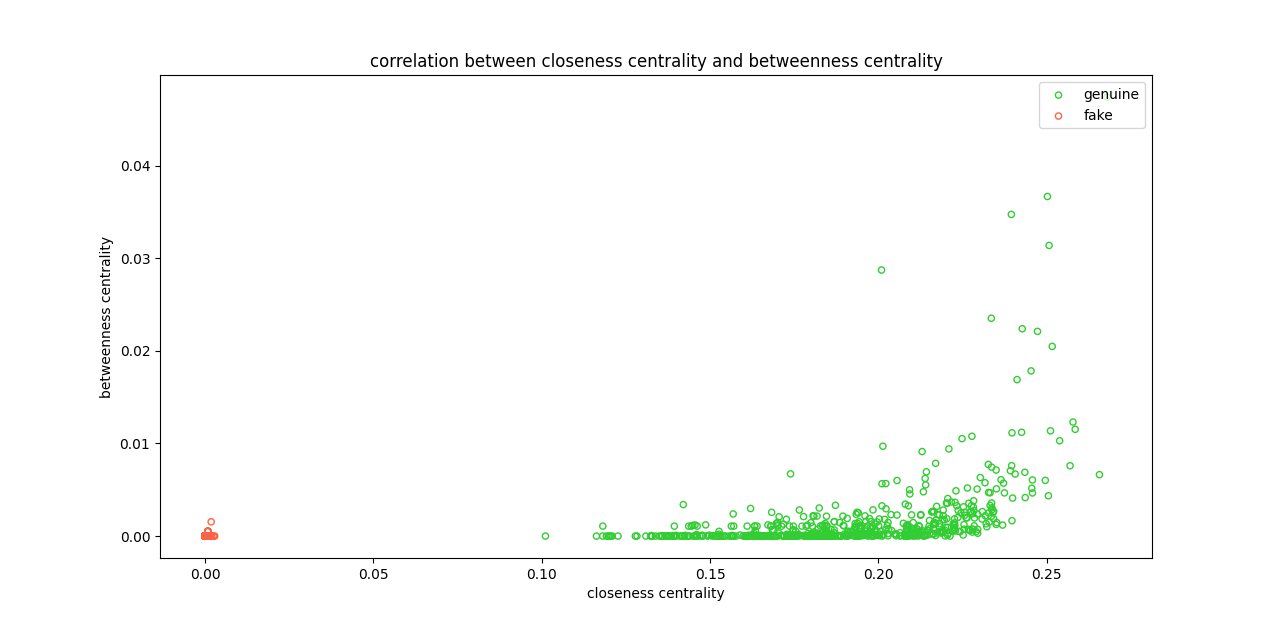 correlation between closeness centrality and betweenness centrality
genuine
fake
betweenness centrality
0.04
0.03
0.02
0.01
0.00
0.00 0.05 0.10 0.15 0.20 0.25
closeness centrality